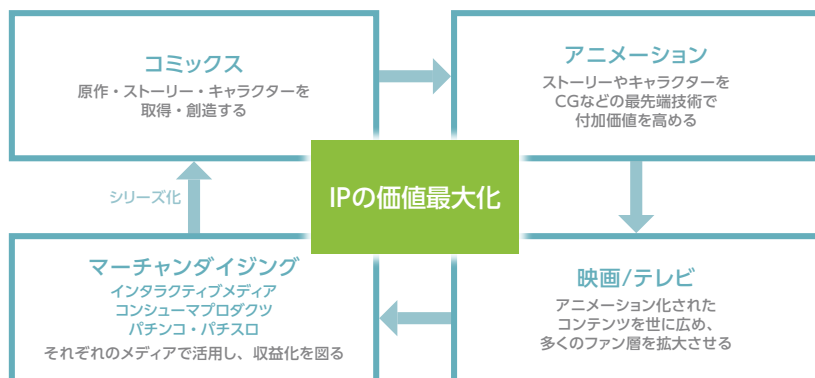 コミックス
原作・ストーリー・キャラクターを
取得・創造する
アニメーション
ストーリーやキャラクターを
CGなどの最先端技術で
付加価値を高める
IPの価値最大化
シリーズ化
マーチャンダイジング
インタラクティブメディア
コンシューマプロダクツ
パチンコ・パチスロ
それぞれのメディアで活用し、収益化を図る
映画/テレビ
アニメーション化された
コンテンツを世に広め、
多くのファン層を拡大させる